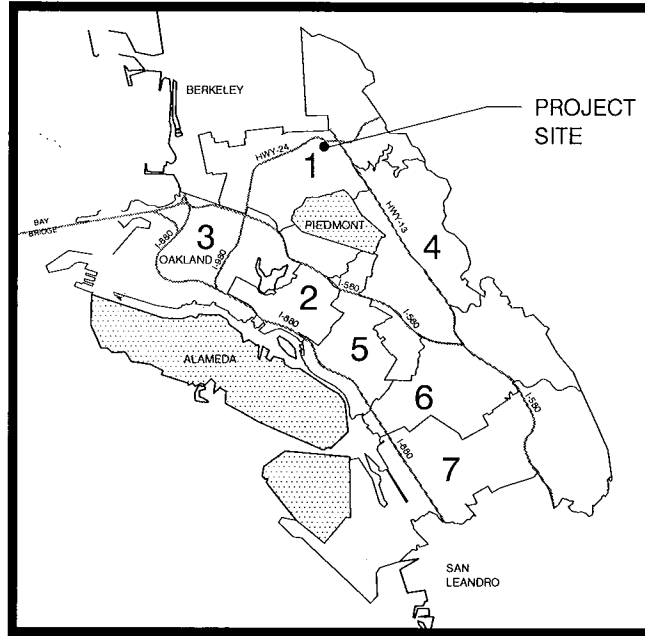 BERKELEY
PROJECT
SITE
HWY-24
1
PIEDMONT
HWY-13
4
BAY
BRIDGE
I-880
3
OAKLAND
I-980
2
I-580
I-880
I-580
5
ALAMEDA
6
I-580
I-880
7
SAN
LEANDRO